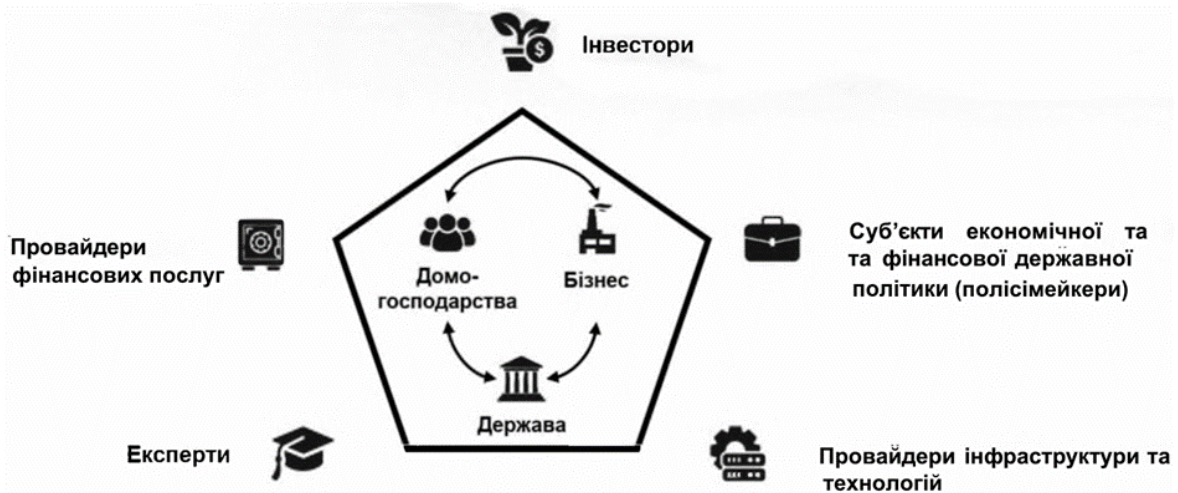 Інвестори
Провайдери
фінансових послуг
Суб’єкти економічної та
та фінансової державної
політики (полісімейкери)
Домо-
господарства
Бізнес
Держава
Експерти
Провайдери інфраструктури та
технологій